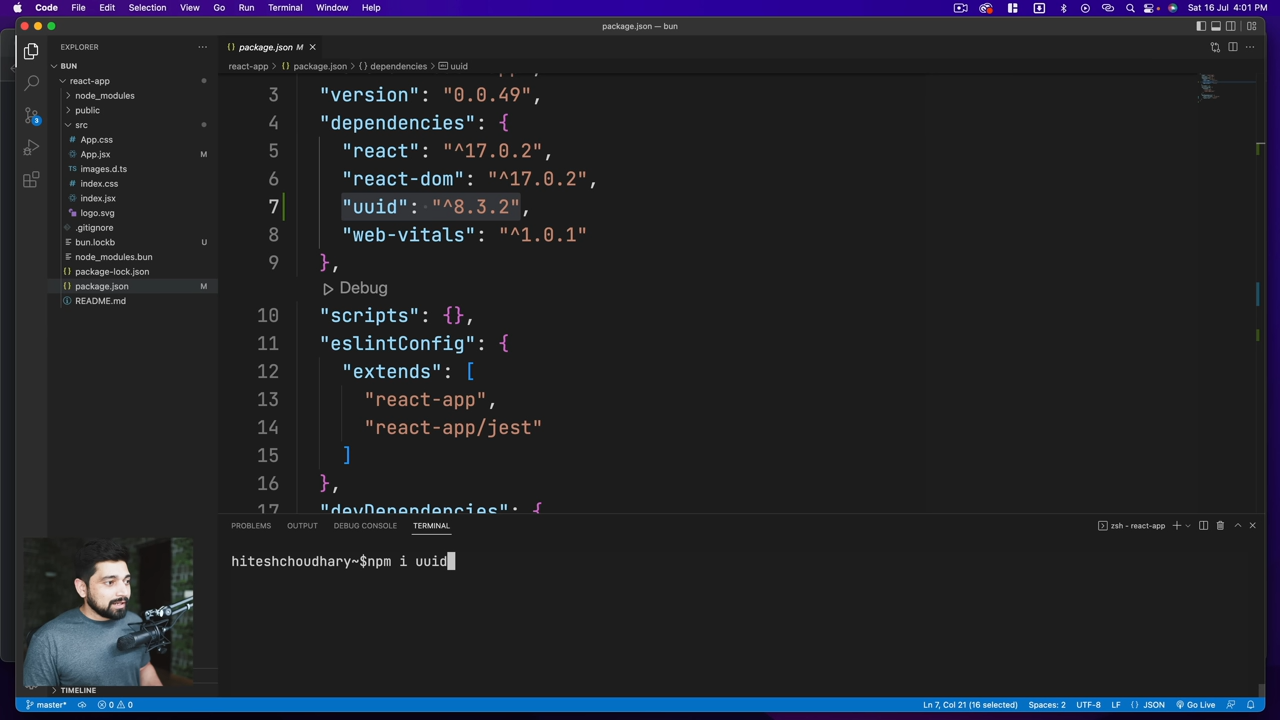 Code File Edit Selection View Go Run Terminal Window Help
Sat 16 Jul 4:01 PM
package.json — bun
EXPLORER
BUN
react-app
node_modules
public
src
App.css
App.jsx M
images.d.ts
index.css
index.jsx
logo.svg
.gitignore
bun.lockb U
node_modules.bun
package-lock.json
package.json M
README.md
TIMELINE
3
{} package.json
react-app > {} package.json > {} dependencies > uuid
3 "version": "0.0.49",
4 "dependencies": {
5 "react": "^17.0.2",
6 "react-dom": "^17.0.2",
7 "uuid": "^8.3.2",
8 "web-vitals": "^1.0.1"
9 },
Debug
10 "scripts": {},
11 "eslintConfig": {
12 "extends": [
13 "react-app",
14 "react-app/jest"
15 ]
16 },
17 "devDependencies": {
PROBLEMS OUTPUT DEBUG CONSOLE TERMINAL
zsh - react-app
hiteshchoudhary~$npm i uuid
master* 0 0
Ln 7, Col 21 (16 selected) Spaces: 2 UTF-8 LF {} JSON Go Live